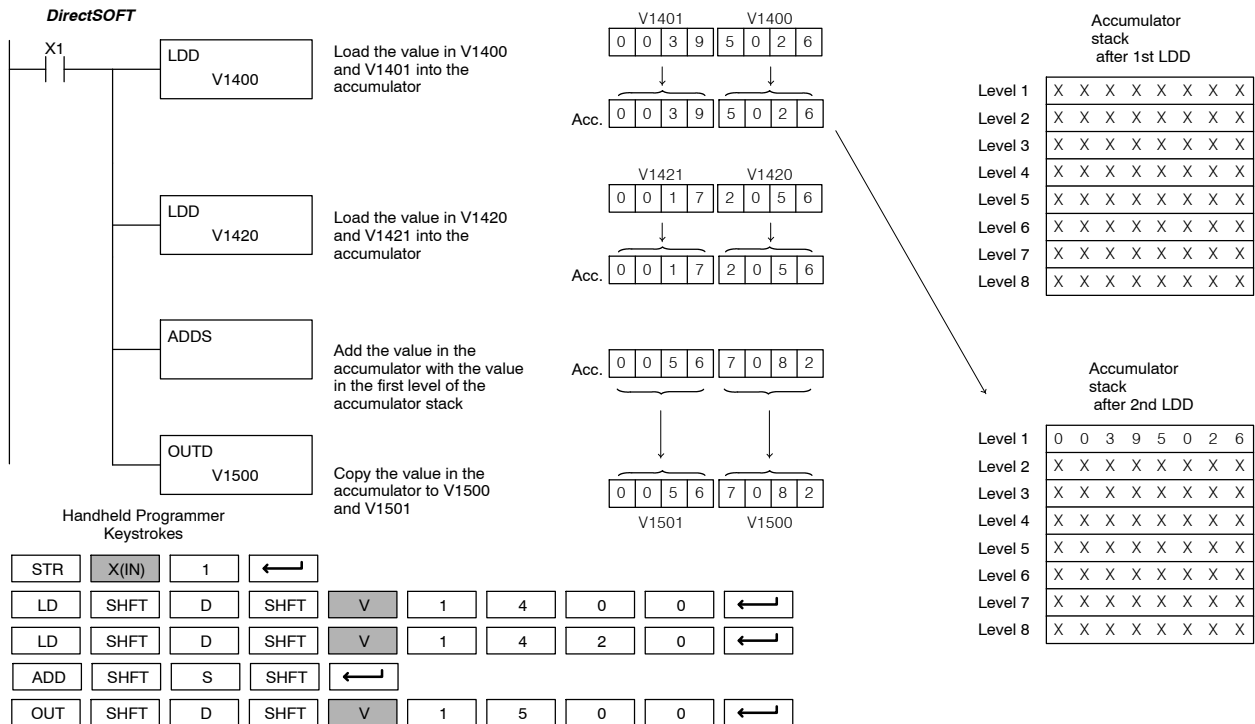 DirectSOFT
X1
LDD
V1400
Load the value in V1400
and V1401 into the
accumulator
V1401 V1400
0 0 3 9 5 0 2 6
Acc. 0 0 3 9 5 0 2 6
LDD
V1420
Load the value in V1420
and V1421 into the
accumulator
V1421 V1420
0 0 1 7 2 0 5 6
Acc. 0 0 1 7 2 0 5 6
ADDS
Add the value in the
accumulator with the value
in the first level of the
accumulator stack
Acc. 0 0 5 6 7 0 8 2
OUTD
V1500
Copy the value in the
accumulator to V1500
and V1501
0 0 5 6 7 0 8 2
V1501 V1500
Accumulator
stack
after 1st LDD
Level 1 X X X X X X X X
Level 2 X X X X X X X X
Level 3 X X X X X X X X
Level 4 X X X X X X X X
Level 5 X X X X X X X X
Level 6 X X X X X X X X
Level 7 X X X X X X X X
Level 8 X X X X X X X X
Accumulator
stack
after 2nd LDD
Level 1 0 0 3 9 5 0 2 6
Level 2 X X X X X X X X
Level 3 X X X X X X X X
Level 4 X X X X X X X X
Level 5 X X X X X X X X
Level 6 X X X X X X X X
Level 7 X X X X X X X X
Level 8 X X X X X X X X
Handheld Programmer
Keystrokes
STR X(IN) 1
LD SHFT D SHFT V 1 4 0 0
LD SHFT D SHFT V 1 4 2 0
ADD SHFT S SHFT
OUT SHFT D SHFT V 1 5 0 0